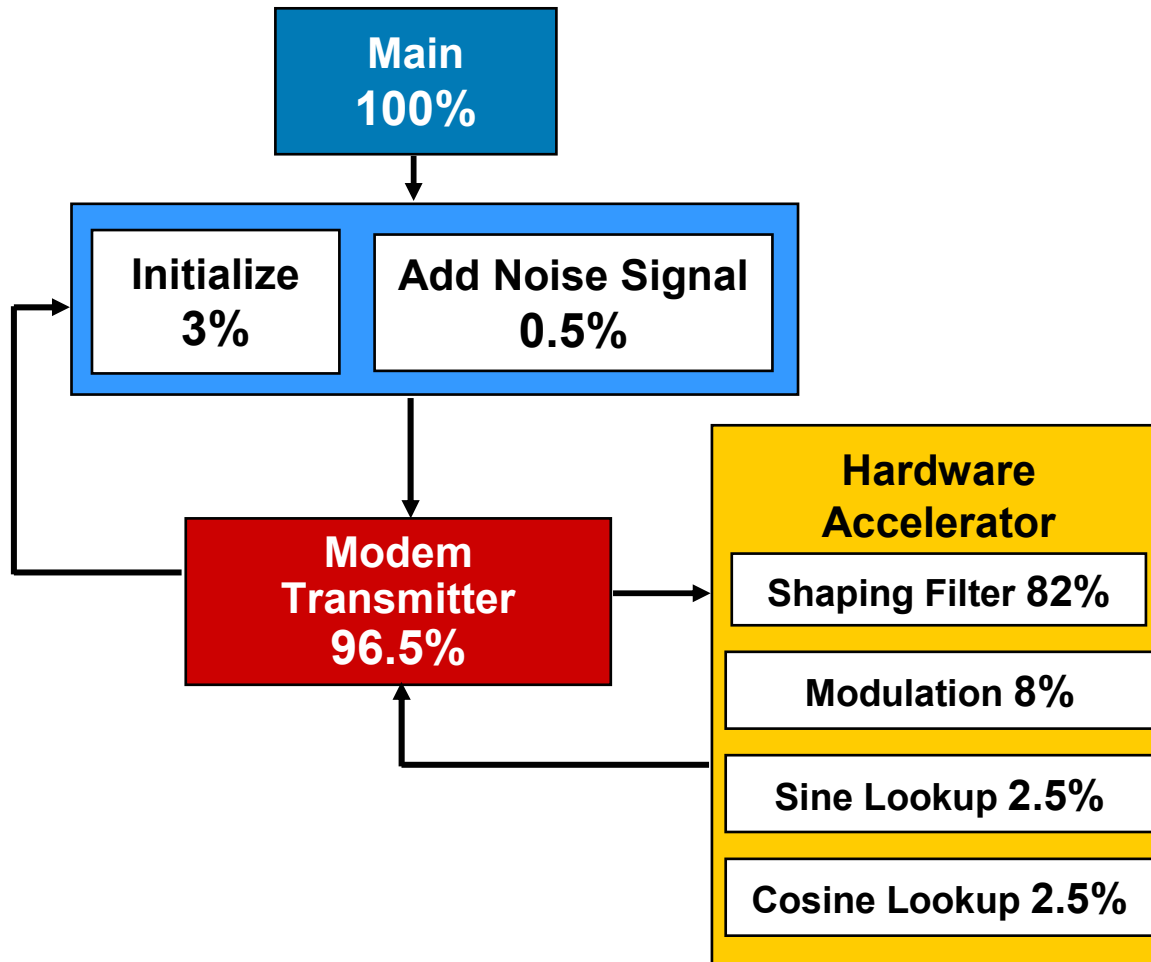 Main
100%
Initialize
3%
Add Noise Signal
0.5%
Modem
Transmitter
96.5%
Hardware
Accelerator
Shaping Filter 82%
Modulation 8%
Sine Lookup 2.5%
Cosine Lookup 2.5%